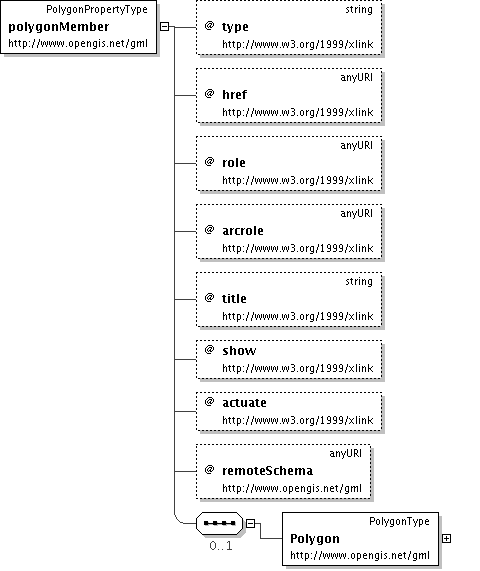 PolygonPropertyType
polygonMember
http://www.opengis.net/gml
string
@ type
http://www.w3.org/1999/xlink
anyURI
@ href
http://www.w3.org/1999/xlink
anyURI
@ role
http://www.w3.org/1999/xlink
anyURI
@ arcrole
http://www.w3.org/1999/xlink
string
@ title
http://www.w3.org/1999/xlink
@ show
http://www.w3.org/1999/xlink
@ actuate
http://www.w3.org/1999/xlink
anyURI
@ remoteSchema
http://www.opengis.net/gml
0..1
PolygonType
Polygon
http://www.opengis.net/gml